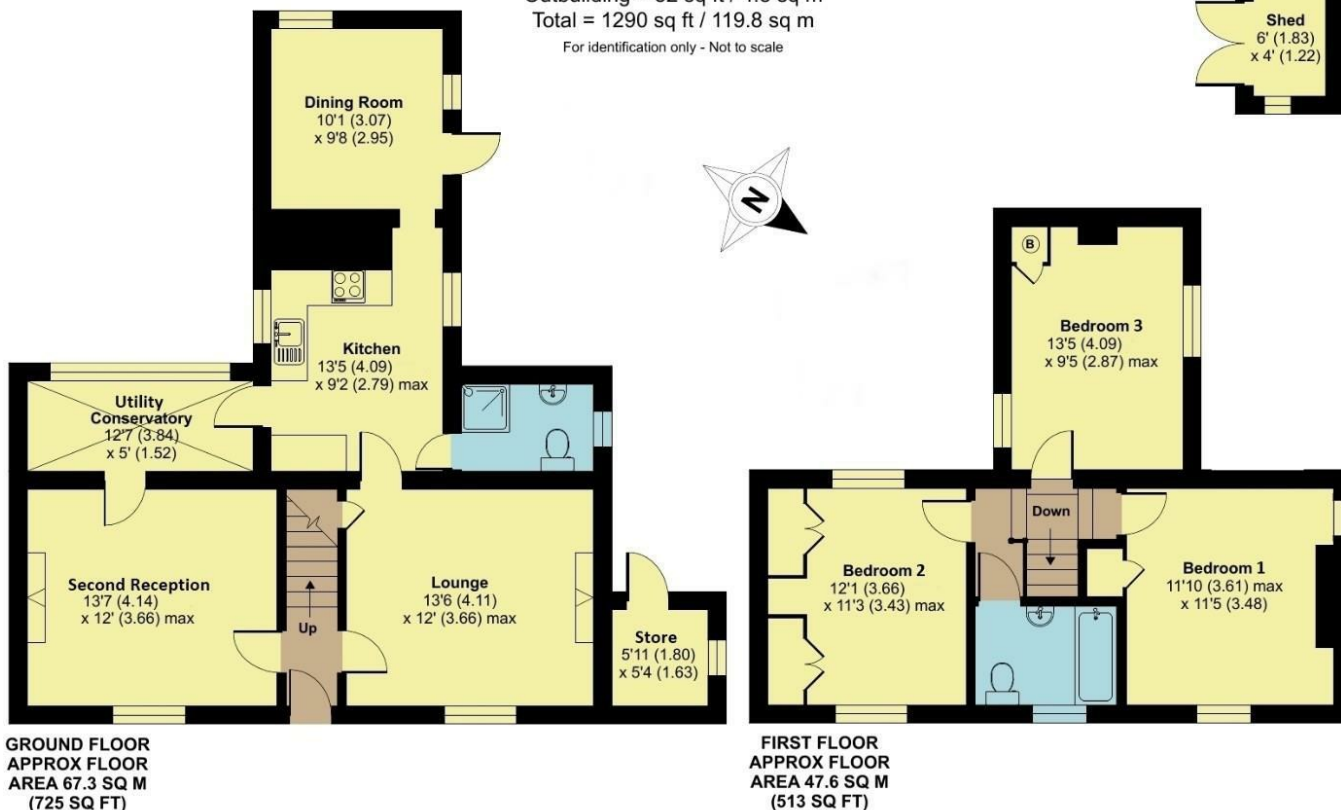 Outbuilding = 52 sq ft / 4.8 sq m
Total = 1290 sq ft / 119.8 sq m
For identification only - Not to scale
Shed
6' (1.83)
x 4' (1.22)
Dining Room
10'1 (3.07)
x 9'8 (2.95)
N
B
Kitchen
13'5 (4.09)
x 9'2 (2.79) max
Bedroom 3
13'5 (4.09)
x 9'5 (2.87) max
Utility
Conservatory
12'7 (3.84)
x 5' (1.52)
Second Reception
13'7 (4.14)
x 12' (3.66) max
Up
Lounge
13'6 (4.11)
x 12' (3.66) max
Store
5'11 (1.80)
x 5'4 (1.63)
Bedroom 2
12'1 (3.66)
x 11'3 (3.43) max
Down
Bedroom 1
11'10 (3.61) max
x 11'5 (3.48)
GROUND FLOOR
APPROX FLOOR
AREA 67.3 SQ M
(725 SQ FT)
FIRST FLOOR
APPROX FLOOR
AREA 47.6 SQ M
(513 SQ FT)